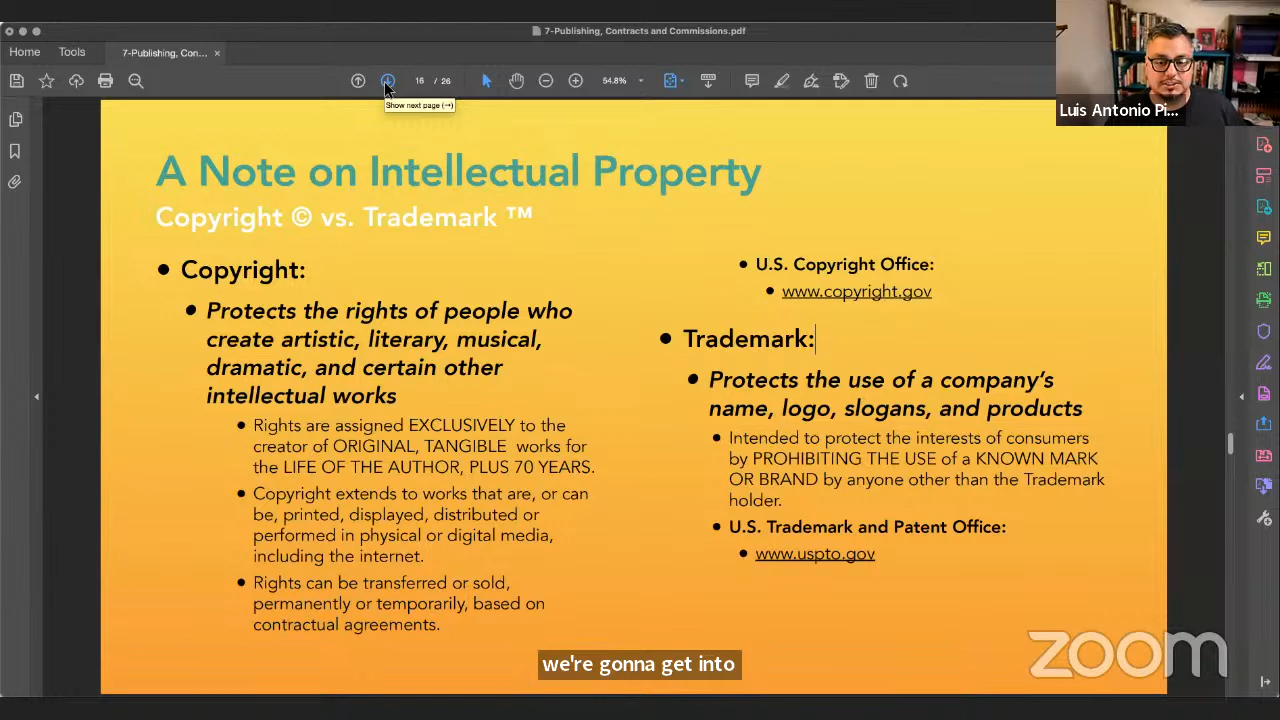 7-Publishing, Contracts and Commissions.pdf
Home
Tools
7-Publishing, Con... ×
16 / 26
54.8%
Show next page (→)
Luis Antonio Pi...
A Note on Intellectual Property
Copyright © vs. Trademark ™
• Copyright:
• Protects the rights of people who
create artistic, literary, musical,
dramatic, and certain other
intellectual works
• Rights are assigned EXCLUSIVELY to the
creator of ORIGINAL, TANGIBLE works for
the LIFE OF THE AUTHOR, PLUS 70 YEARS.
• Copyright extends to works that are, or can
be, printed, displayed, distributed or
performed in physical or digital media,
including the internet.
• Rights can be transferred or sold,
permanently or temporarily, based on
contractual agreements.
• U.S. Copyright Office:
• www.copyright.gov
• Trademark:
• Protects the use of a company’s
name, logo, slogans, and products
• Intended to protect the interests of consumers
by PROHIBITING THE USE of a KNOWN MARK
OR BRAND by anyone other than the Trademark
holder.
• U.S. Trademark and Patent Office:
• www.uspto.gov
we're gonna get into
zoom